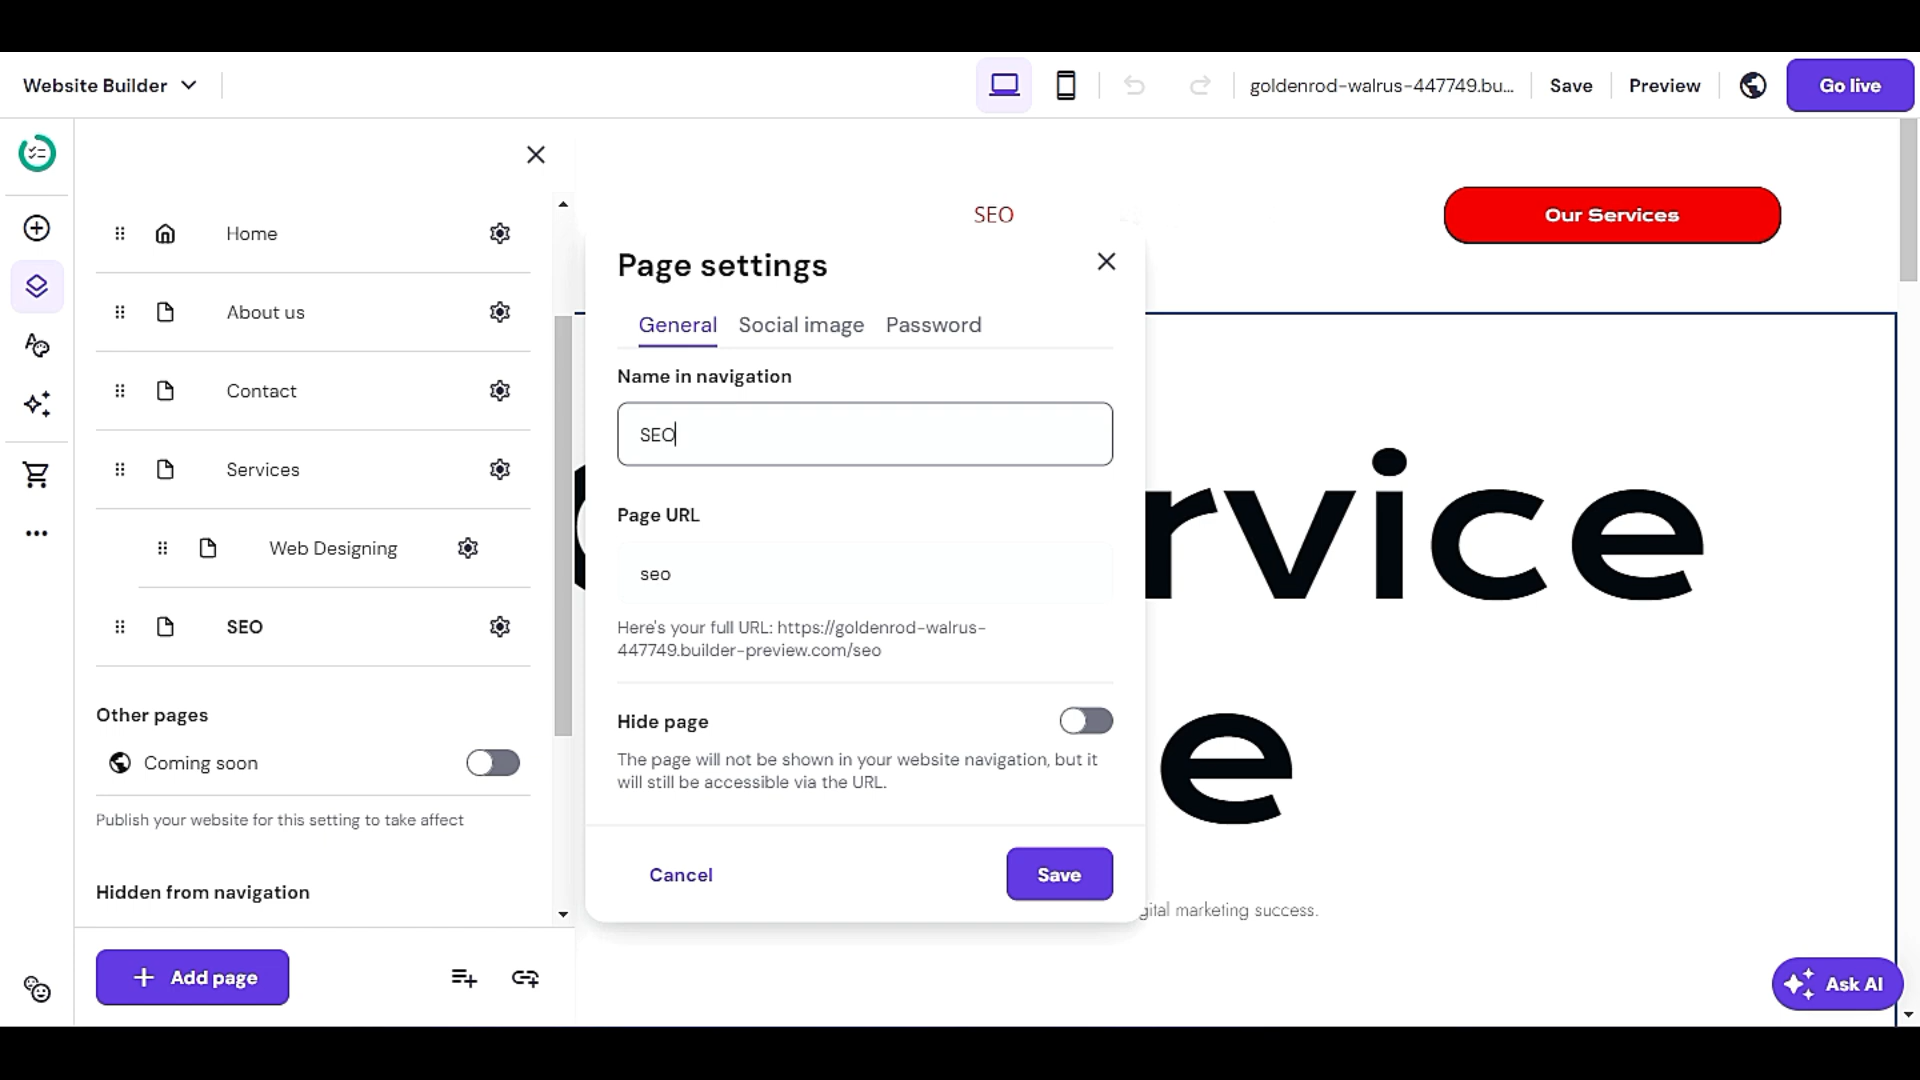 Website Builder
goldenrod-walrus-447749.bu...
Save
Preview
Go live
Home
About us
Contact
Services
Web Designing
SEO
Other pages
Coming soon
Publish your website for this setting to take affect
Hidden from navigation
Add page
SEO
Our Services
Page settings
General
Social image
Password
Name in navigation
SEO
Page URL
seo
Here's your full URL: https://goldenrod-walrus-
447749.builder-preview.com/seo
Hide page
The page will not be shown in your website navigation, but it
will still be accessible via the URL.
Cancel
Save
rvice
e
gital marketing success.
Ask AI